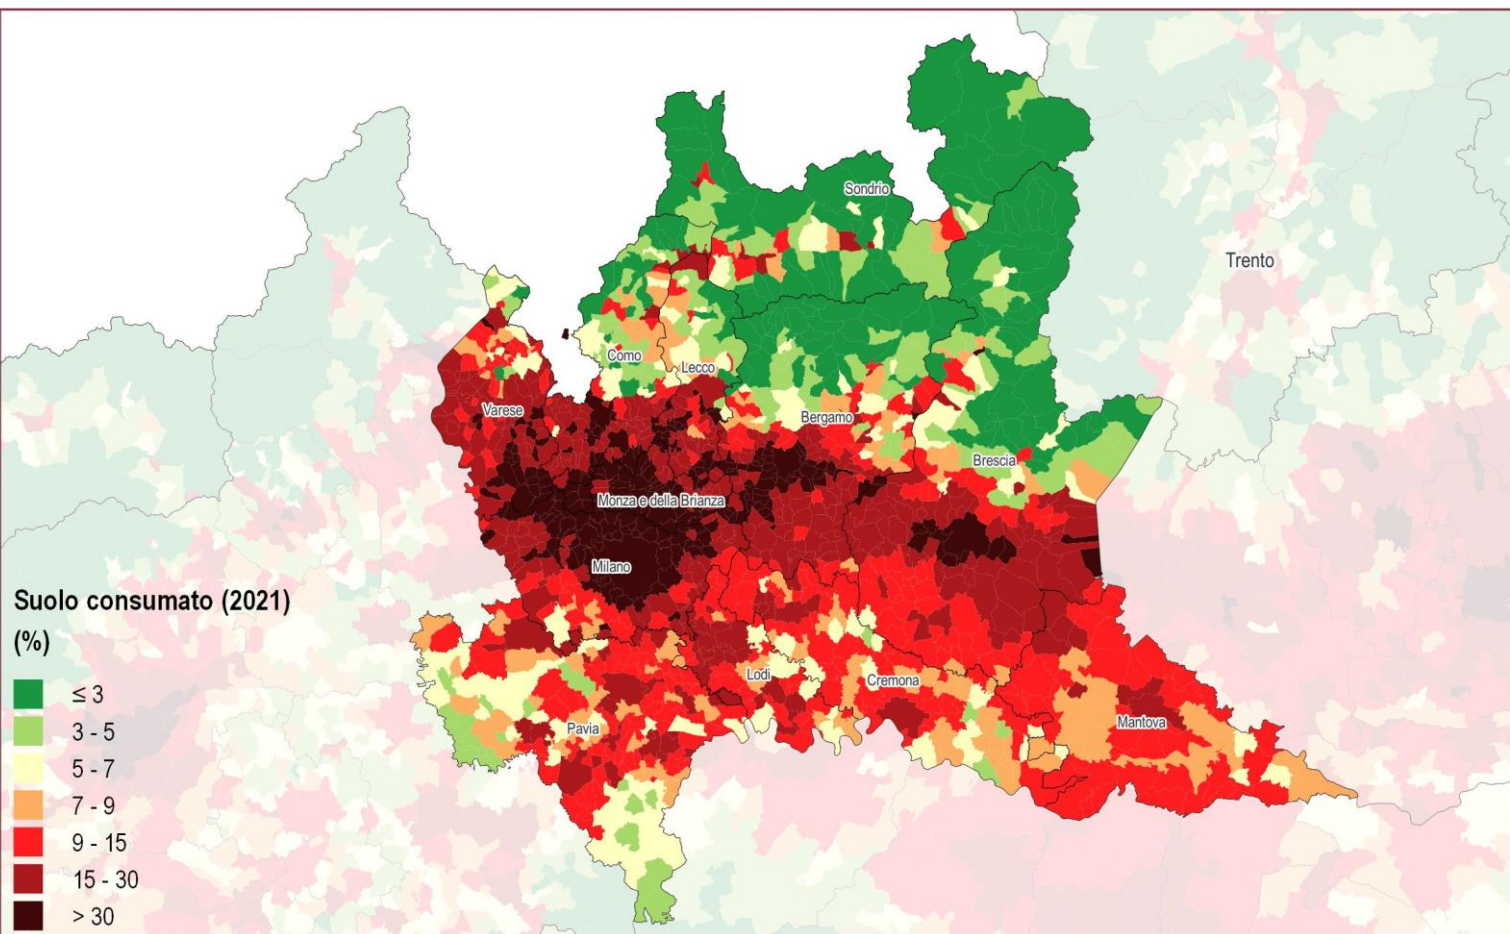 Sondrio
Trento
Como
Lecco
Varese
Bergamo
Brescia
Monza e della Brianza
Milano
Suolo consumato (2021)
(%)
Lodi
Cremona
Pavia
Mantova
≤ 3
3 - 5
5 - 7
7 - 9
9 - 15
15 - 30
> 30